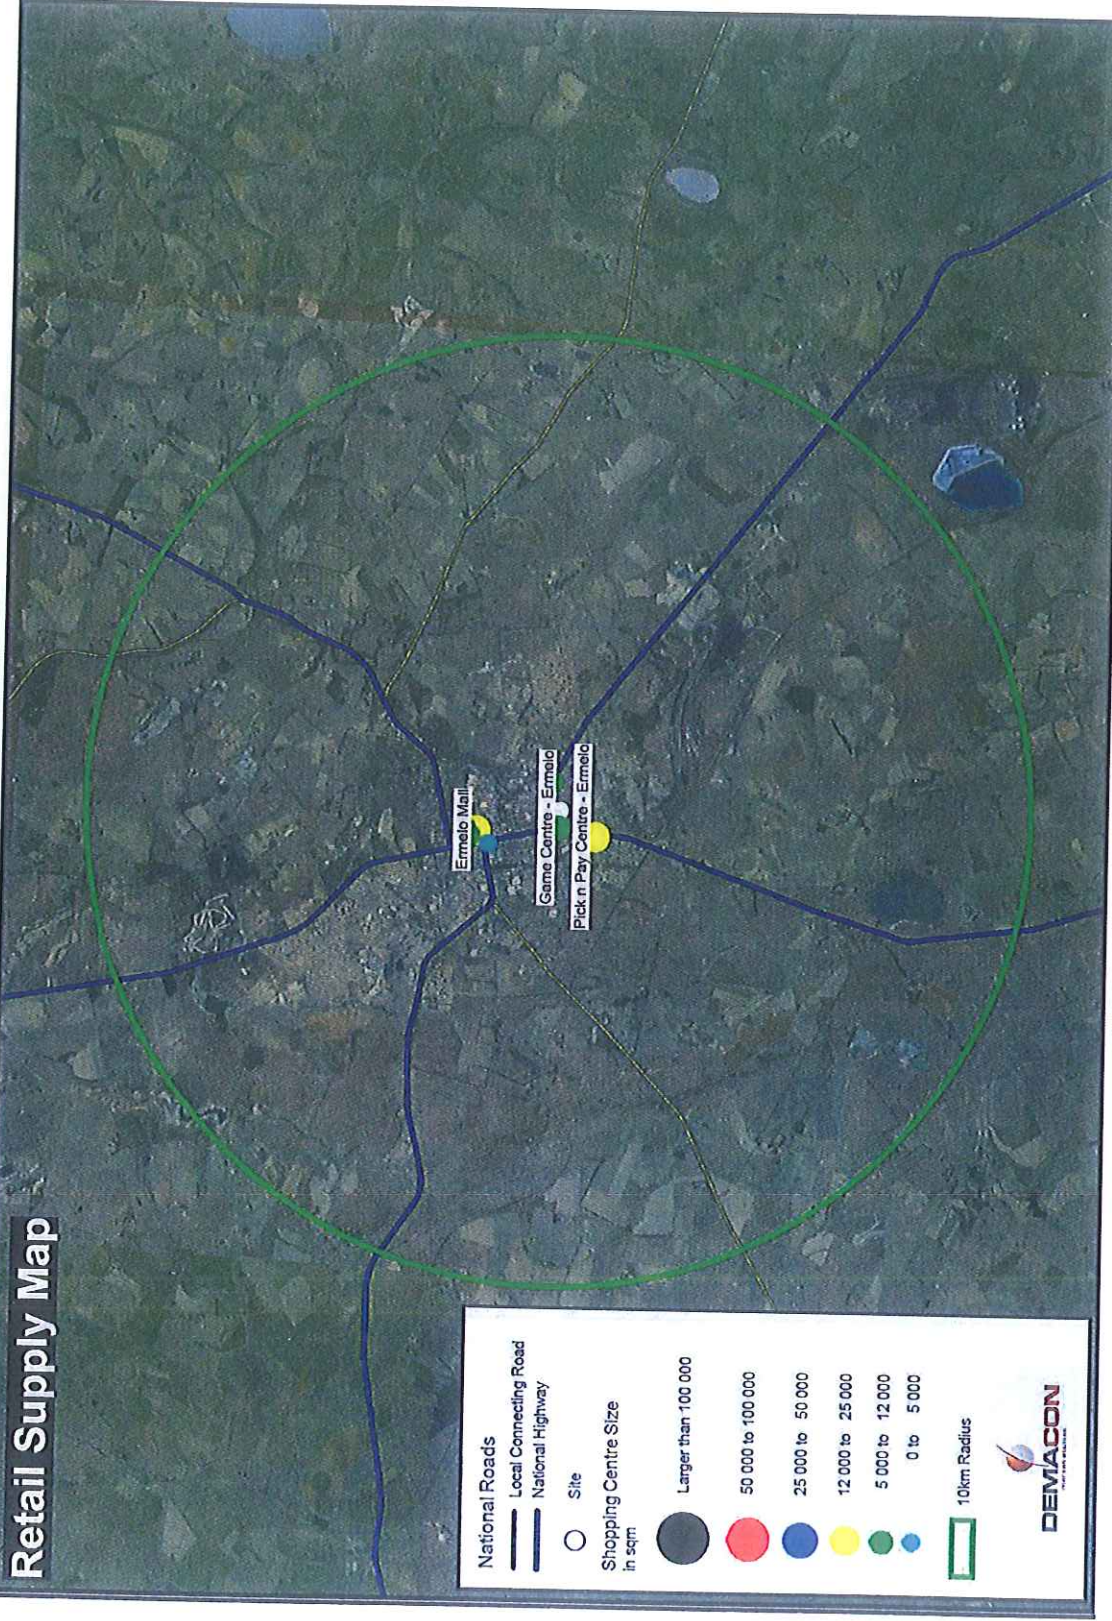 Retail Supply Map
Ermelo Mall
Game Centre - Ermelo
Pick n Pay Centre - Ermelo
National Roads
Local Connecting Road
National Highway
Site
Shopping Centre Size
in sqm
Larger than 100 000
50 000 to 100 000
25 000 to 50 000
12 000 to 25 000
5 000 to 12 000
0 to 5 000
10km Radius
DEMACON